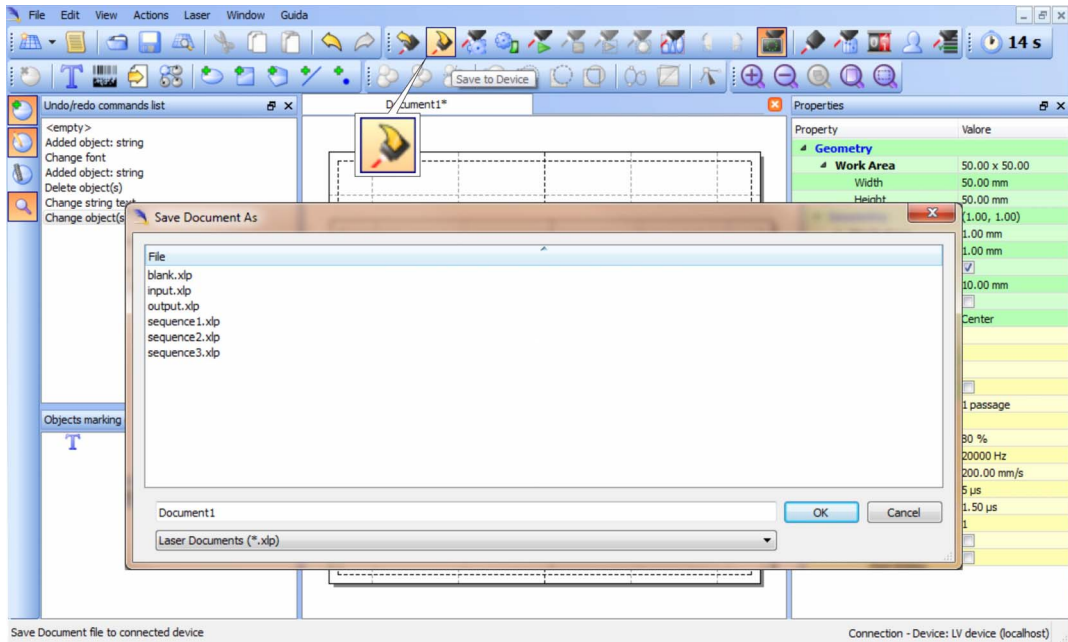 File Edit View Actions Laser Window Guida
14 s
Save to Device
Undo/redo commands list
Document1*
Properties
<empty>
Added object: string
Change font
Added object: string
Delete object(s)
Change string text
Change object(s
Property Valore
Geometry
Work Area 50.00 x 50.00
Width 50.00 mm
Height 50.00 mm
(1.00, 1.00)
1.00 mm
1.00 mm
10.00 mm
Center
1 passage
80 %
20000 Hz
200.00 mm/s
5 µs
1.50 µs
1
Save Document As
File
blank.xlp
input.xlp
output.xlp
sequence1.xlp
sequence2.xlp
sequence3.xlp
Document1
OK Cancel
Laser Documents (*.xlp)
Objects marking
T
Save Document file to connected device
Connection - Device: LV device (localhost)